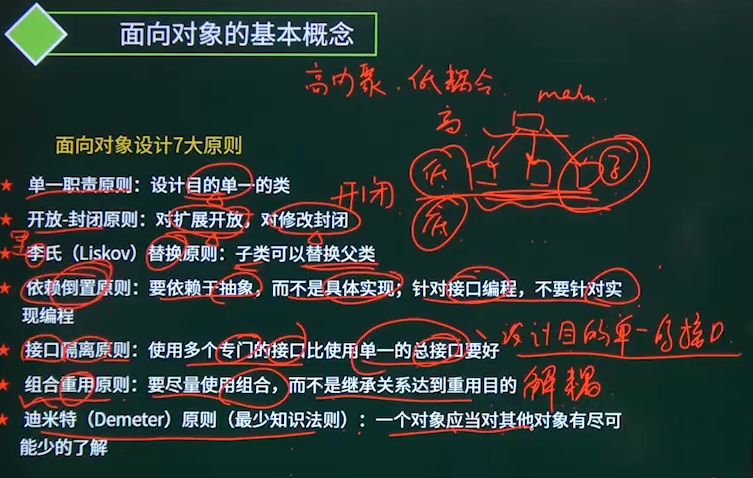 面向对象的基本概念
高内聚、低耦合
main
高
面向对象设计7大原则
低
子
★ 单一职责原则：设计目的单一的类
开闭
★ 开放-封闭原则：对扩展开放，对修改封闭
低
里
★ 李氏（Liskov）替换原则：子类可以替换父类
★ 依赖倒置原则：要依赖于抽象，而不是具体实现；针对接口编程，不要针对实
现编程
★ 接口隔离原则：使用多个专门的接口比使用单一的总接口要好
设计目的单一的接口
★ 组合重用原则：要尽量使用组合，而不是继承关系达到重用目的
解耦
★ 迪米特（Demeter）原则（最少知识法则）：一个对象应当对其他对象有尽可
能少的了解